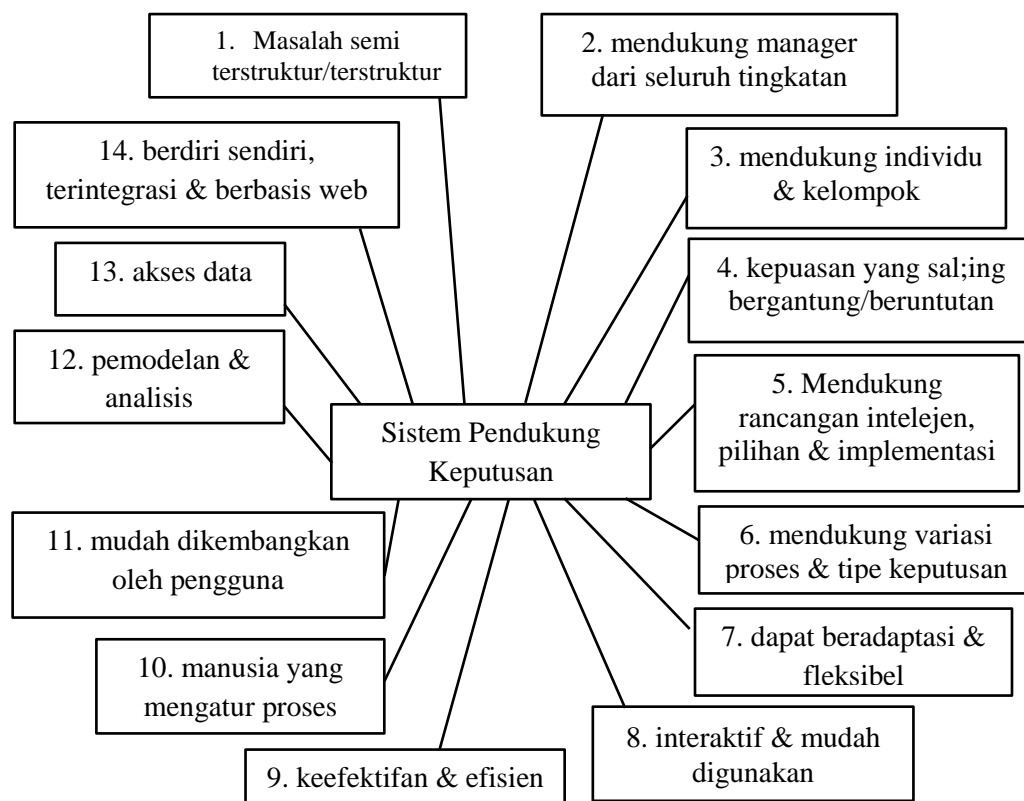 1. Masalah semi
terstruktur/terstruktur
2. mendukung manager
dari seluruh tingkatan
3. mendukung individu
& kelompok
4. kepuasan yang sal;ing
bergantung/beruntutan
5. Mendukung
rancangan intelejen,
pilihan & implementasi
6. mendukung variasi
proses & tipe keputusan
7. dapat beradaptasi &
fleksibel
8. interaktif & mudah
digunakan
9. keefektifan & efisien
10. manusia yang
mengatur proses
11. mudah dikembangkan
oleh pengguna
12. pemodelan &
analisis
13. akses data
14. berdiri sendiri,
terintegrasi & berbasis web
Sistem Pendukung
Keputusan